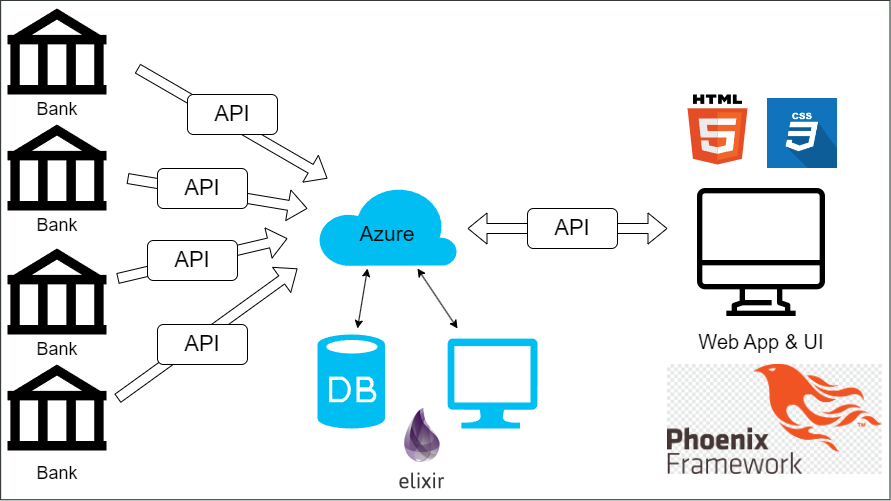 Bank
Bank
Bank
Bank
API
API
API
API
Azure
DB
elixir
API
HTML
5
CSS
3
Web App & UI
Phoenix
Framework
TM